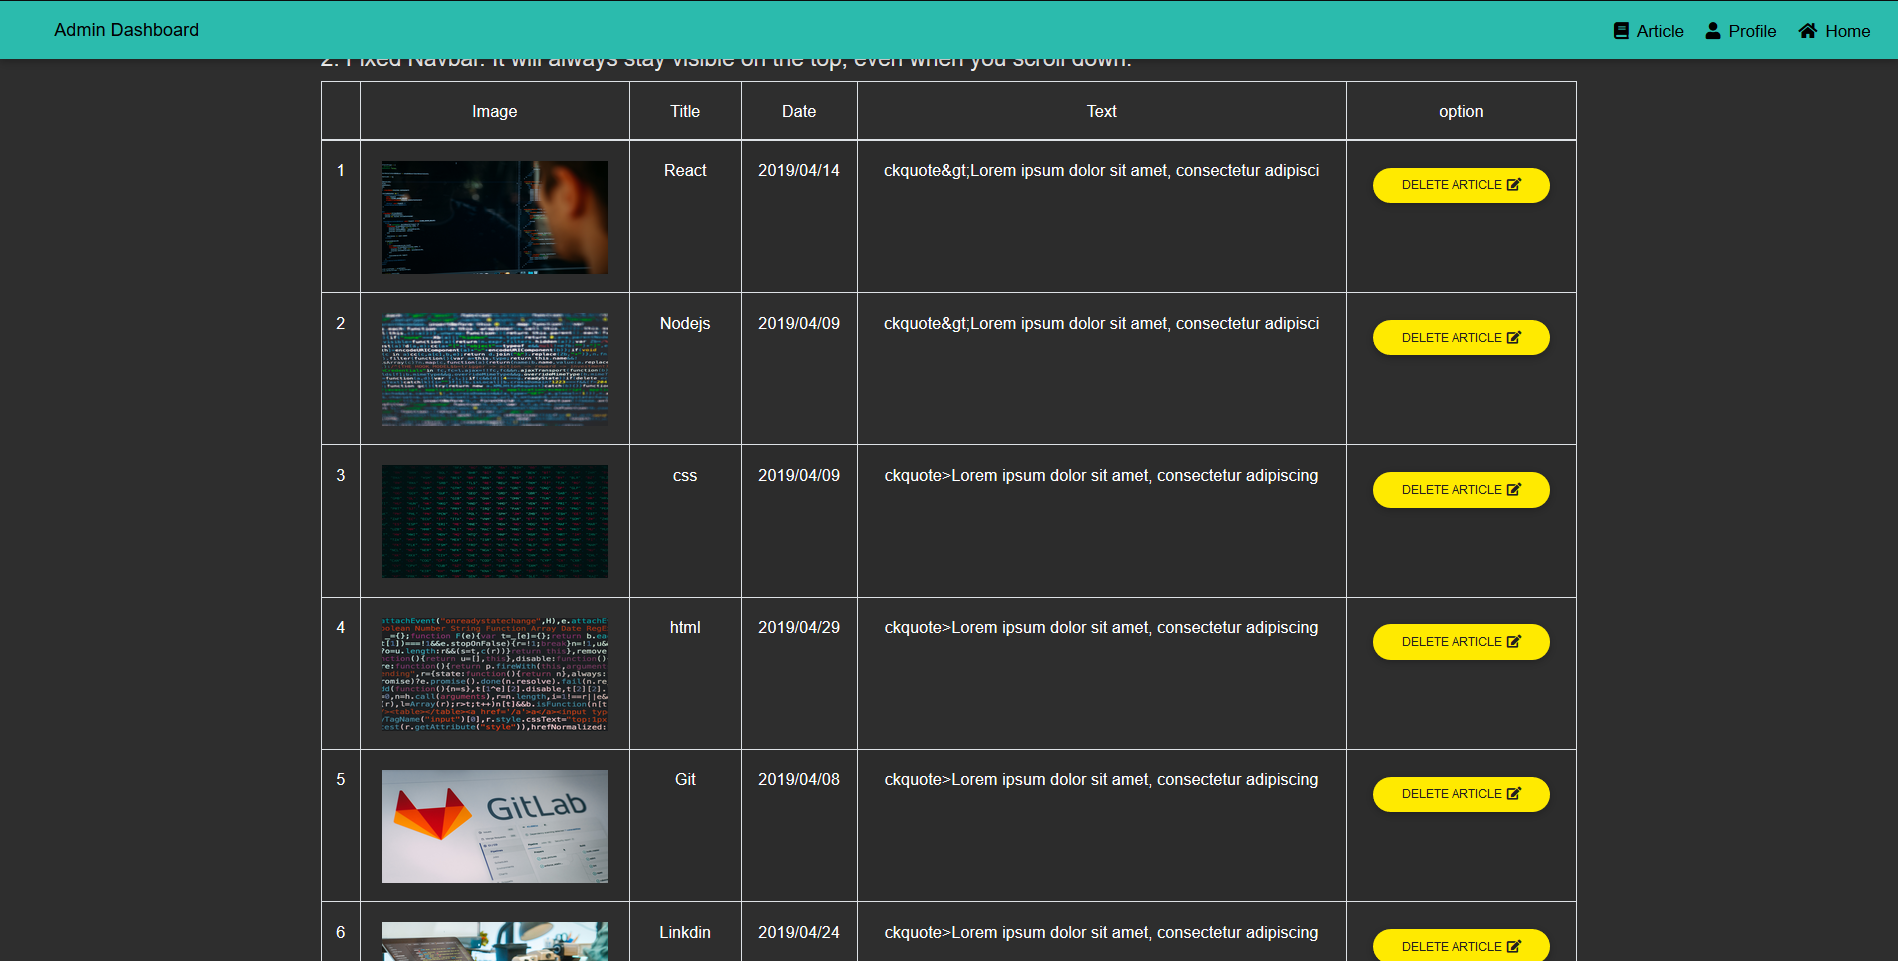 Admin Dashboard
Article
Profile
Home
2. Fixed Navbar. It will always stay visible on the top, even when you scroll down.
Image Title Date Text option
1 React 2019/04/14 ckquote&gt;Lorem ipsum dolor sit amet, consectetur adipisci DELETE ARTICLE
2 Nodejs 2019/04/09 ckquote&gt;Lorem ipsum dolor sit amet, consectetur adipisci DELETE ARTICLE
3 css 2019/04/09 ckquote>Lorem ipsum dolor sit amet, consectetur adipiscing DELETE ARTICLE
4 html 2019/04/29 ckquote>Lorem ipsum dolor sit amet, consectetur adipiscing DELETE ARTICLE
5 Git 2019/04/08 ckquote>Lorem ipsum dolor sit amet, consectetur adipiscing DELETE ARTICLE
GitLab
6 Linkdin 2019/04/24 ckquote>Lorem ipsum dolor sit amet, consectetur adipiscing DELETE ARTICLE